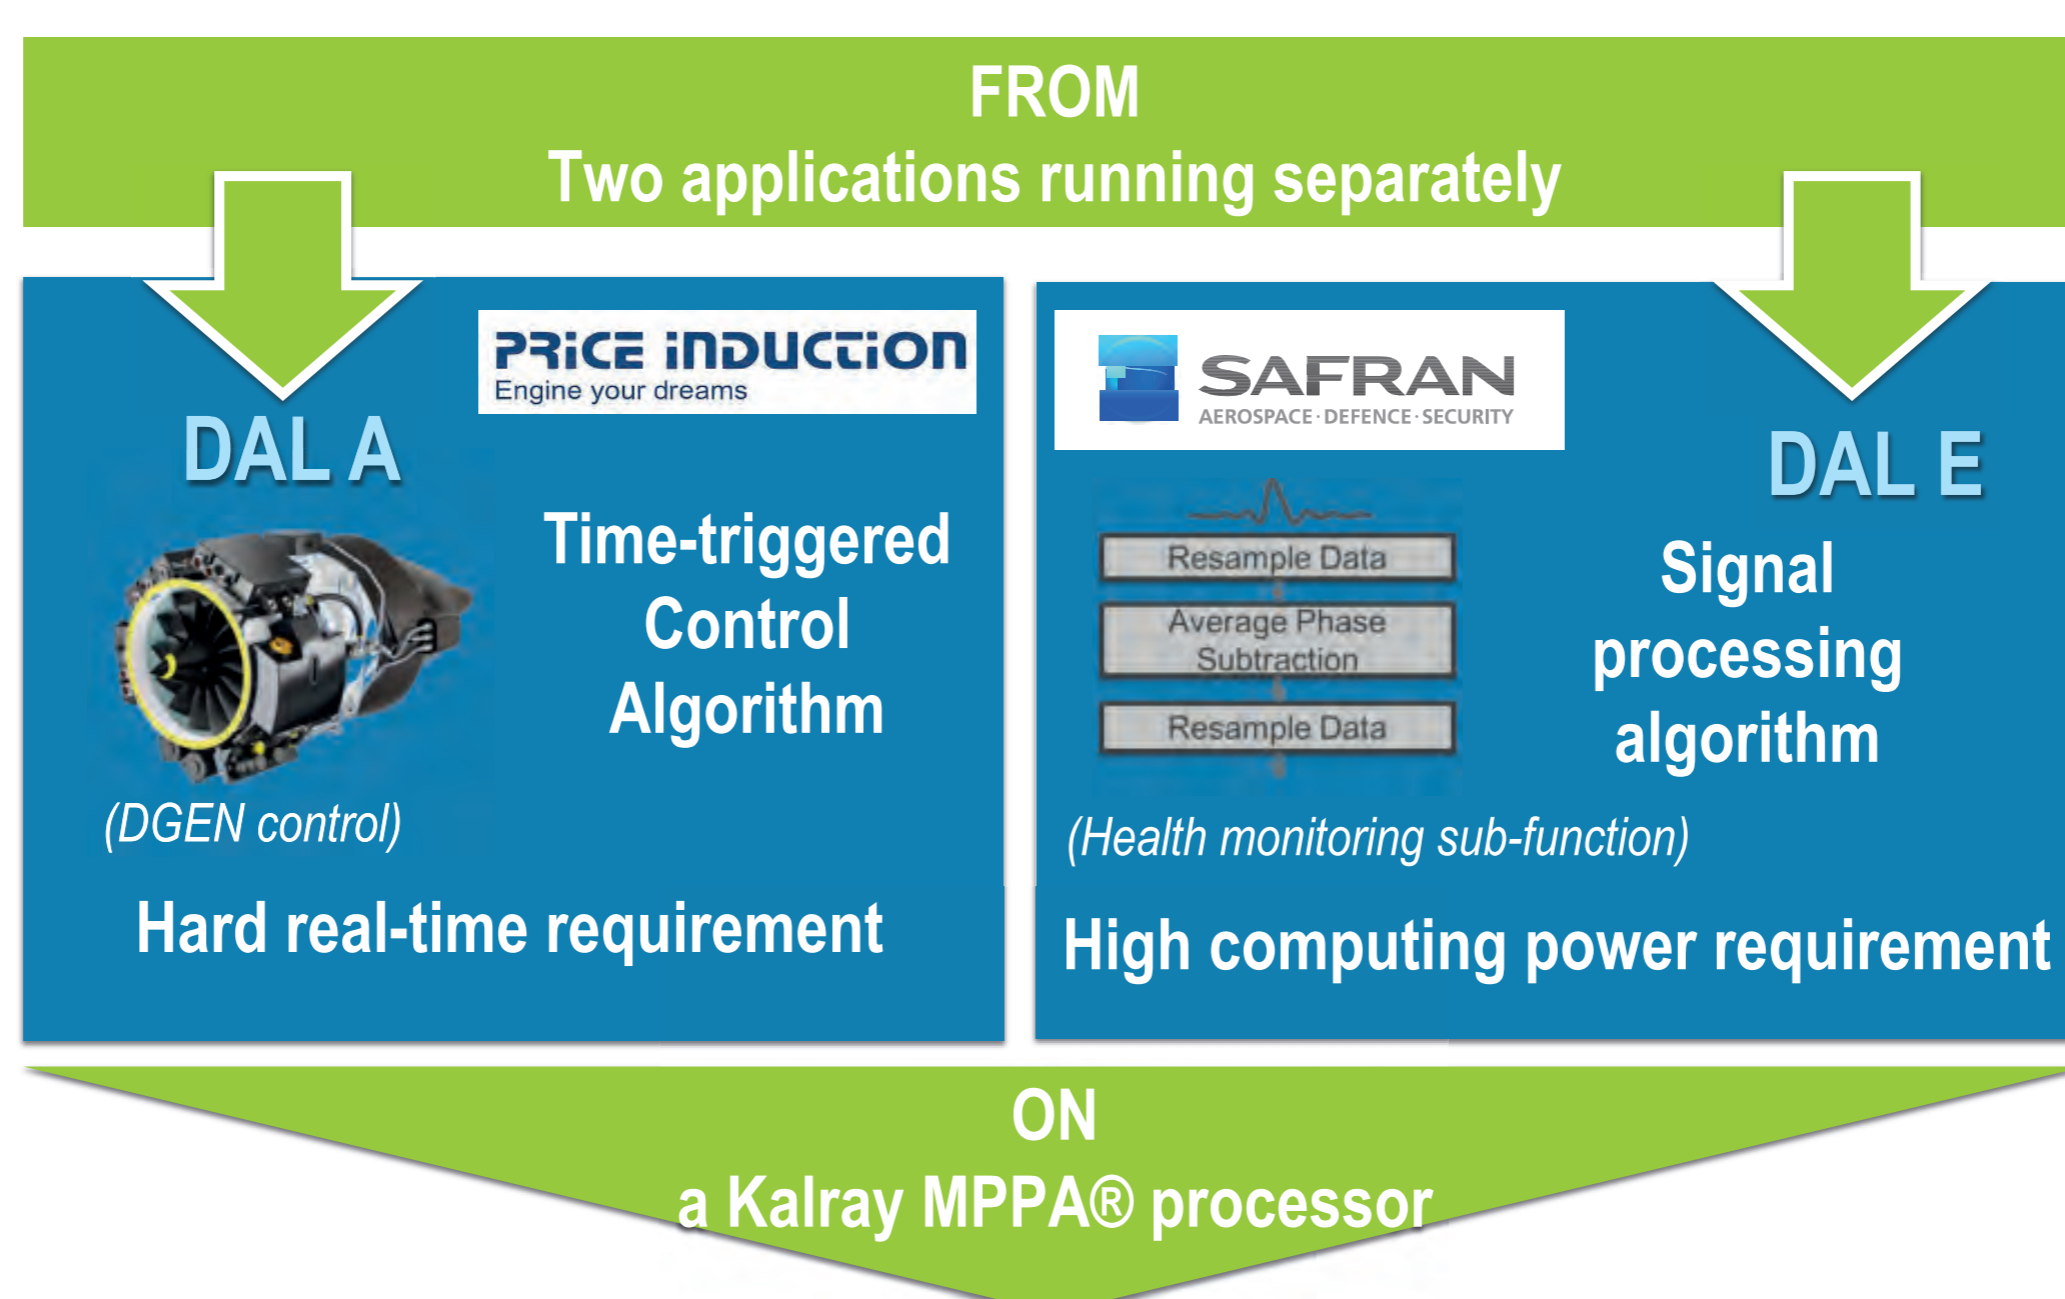 FROM
Two applications running separately
PRICE INDUCTION
Engine your dreams
DAL A
Time-triggered
Control
Algorithm
(DGEN control)
Hard real-time requirement
SAFRAN
AEROSPACE · DEFENCE · SECURITY
DAL E
Resample Data
Average Phase
Subtraction
Resample Data
Signal
processing
algorithm
(Health monitoring sub-function)
High computing power requirement
ON
a Kalray MPPA® processor